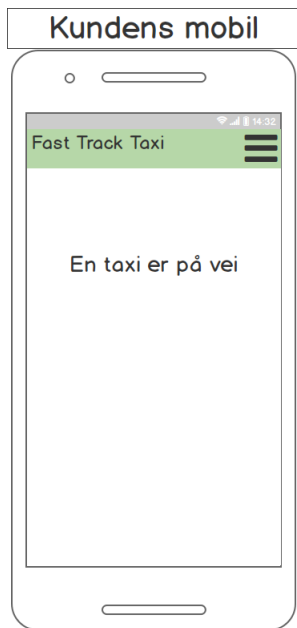 Kundens mobil
14:32
Fast Track Taxi
En taxi er på vei